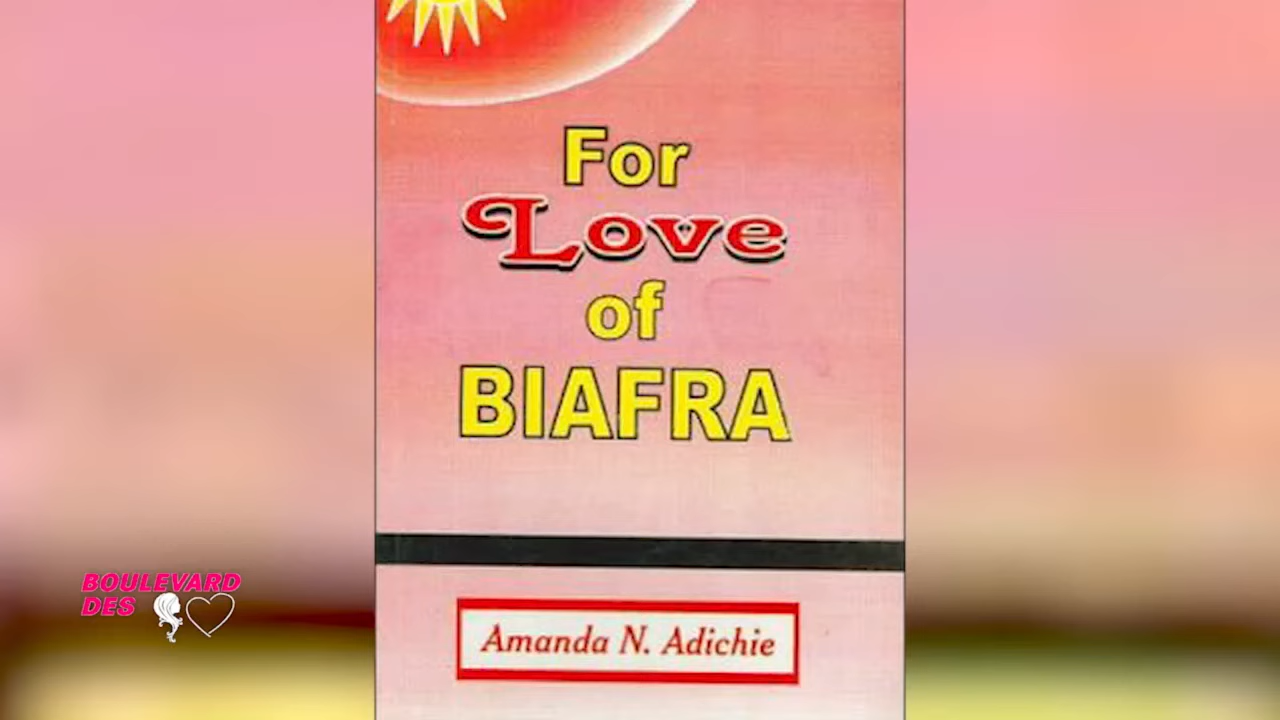 For
Love
of
BIAFRA
Amanda N. Adichie
BOULEVARD
DES